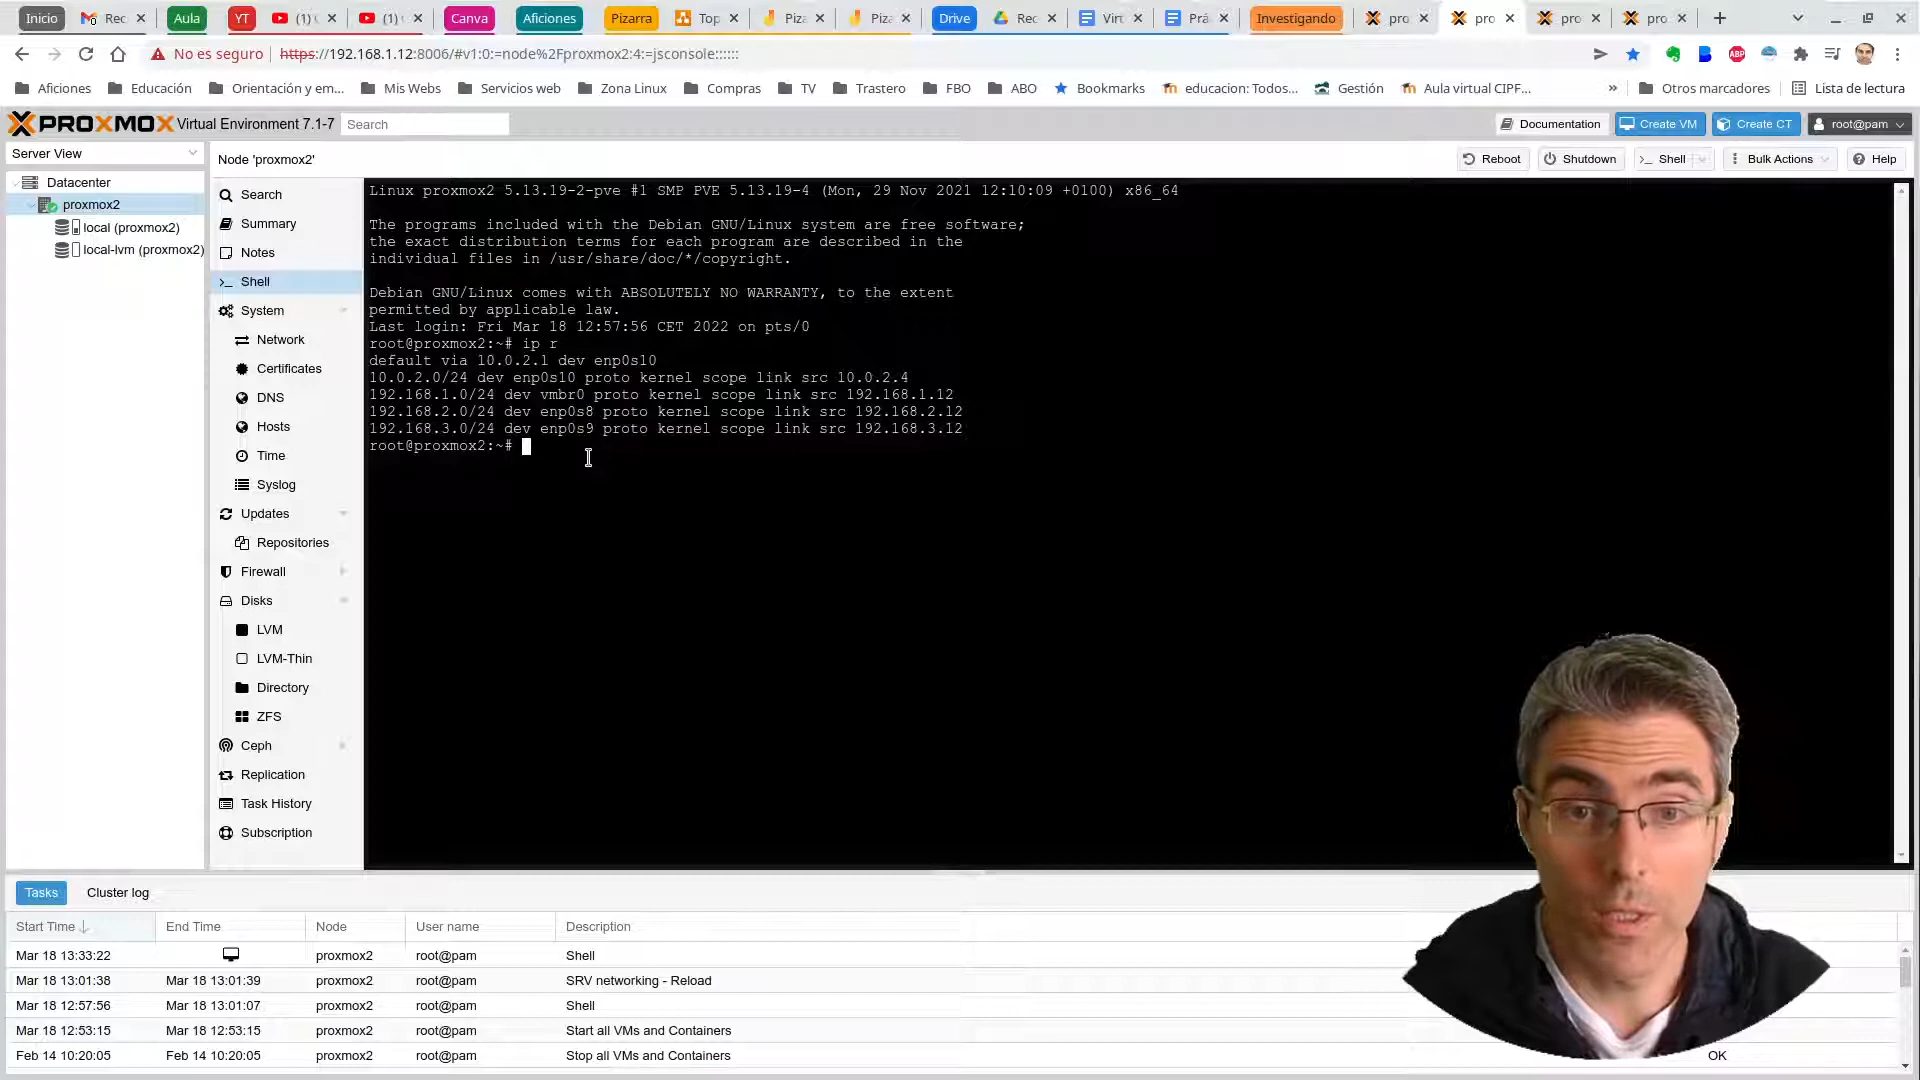 Inicio
Rec
Aula
YT
(1) (
(1) (
Canva
Aficiones
Pizarra
Top
Piz
Piz
Drive
Rec
Virt
Prá
Investigando
pro
pro
pro
pro
No es seguro
https://192.168.1.12:8006/#v1:0:=node%2Fproxmox2:4:=jsconsole::::::
ABP
Aficiones
Educación
Orientación y em...
Mis Webs
Servicios web
Zona Linux
Compras
TV
Trastero
FBO
ABO
Bookmarks
educacion: Todos...
Gestión
Aula virtual CIPF...
»
Otros marcadores
Lista de lectura
PROXMOX Virtual Environment 7.1-7
Search
Documentation
Create VM
Create CT
root@pam
Server View
Node 'proxmox2'
Reboot
Shutdown
Shell
Bulk Actions
Help
Datacenter
proxmox2
local (proxmox2)
local-lvm (proxmox2)
Search
Summary
Notes
Shell
System
Network
Certificates
DNS
Hosts
Time
Syslog
Updates
Repositories
Firewall
Disks
LVM
LVM-Thin
Directory
ZFS
Ceph
Replication
Task History
Subscription
Linux proxmox2 5.13.19-2-pve #1 SMP PVE 5.13.19-4 (Mon, 29 Nov 2021 12:10:09 +0100) x86_64
The programs included with the Debian GNU/Linux system are free software;
the exact distribution terms for each program are described in the
individual files in /usr/share/doc/*/copyright.
Debian GNU/Linux comes with ABSOLUTELY NO WARRANTY, to the extent
permitted by applicable law.
Last login: Fri Mar 18 12:57:56 CET 2022 on pts/0
root@proxmox2:~# ip r
default via 10.0.2.1 dev enp0s10
10.0.2.0/24 dev enp0s10 proto kernel scope link src 10.0.2.4
192.168.1.0/24 dev vmbr0 proto kernel scope link src 192.168.1.12
192.168.2.0/24 dev enp0s8 proto kernel scope link src 192.168.2.12
192.168.3.0/24 dev enp0s9 proto kernel scope link src 192.168.3.12
root@proxmox2:~#
Tasks
Cluster log
Start Time
End Time
Node
User name
Description
Mar 18 13:33:22 proxmox2 root@pam Shell
Mar 18 13:01:38 Mar 18 13:01:39 proxmox2 root@pam SRV networking - Reload
Mar 18 12:57:56 Mar 18 13:01:07 proxmox2 root@pam Shell
Mar 18 12:53:15 Mar 18 12:53:15 proxmox2 root@pam Start all VMs and Containers
Feb 14 10:20:05 Feb 14 10:20:05 proxmox2 root@pam Stop all VMs and Containers OK